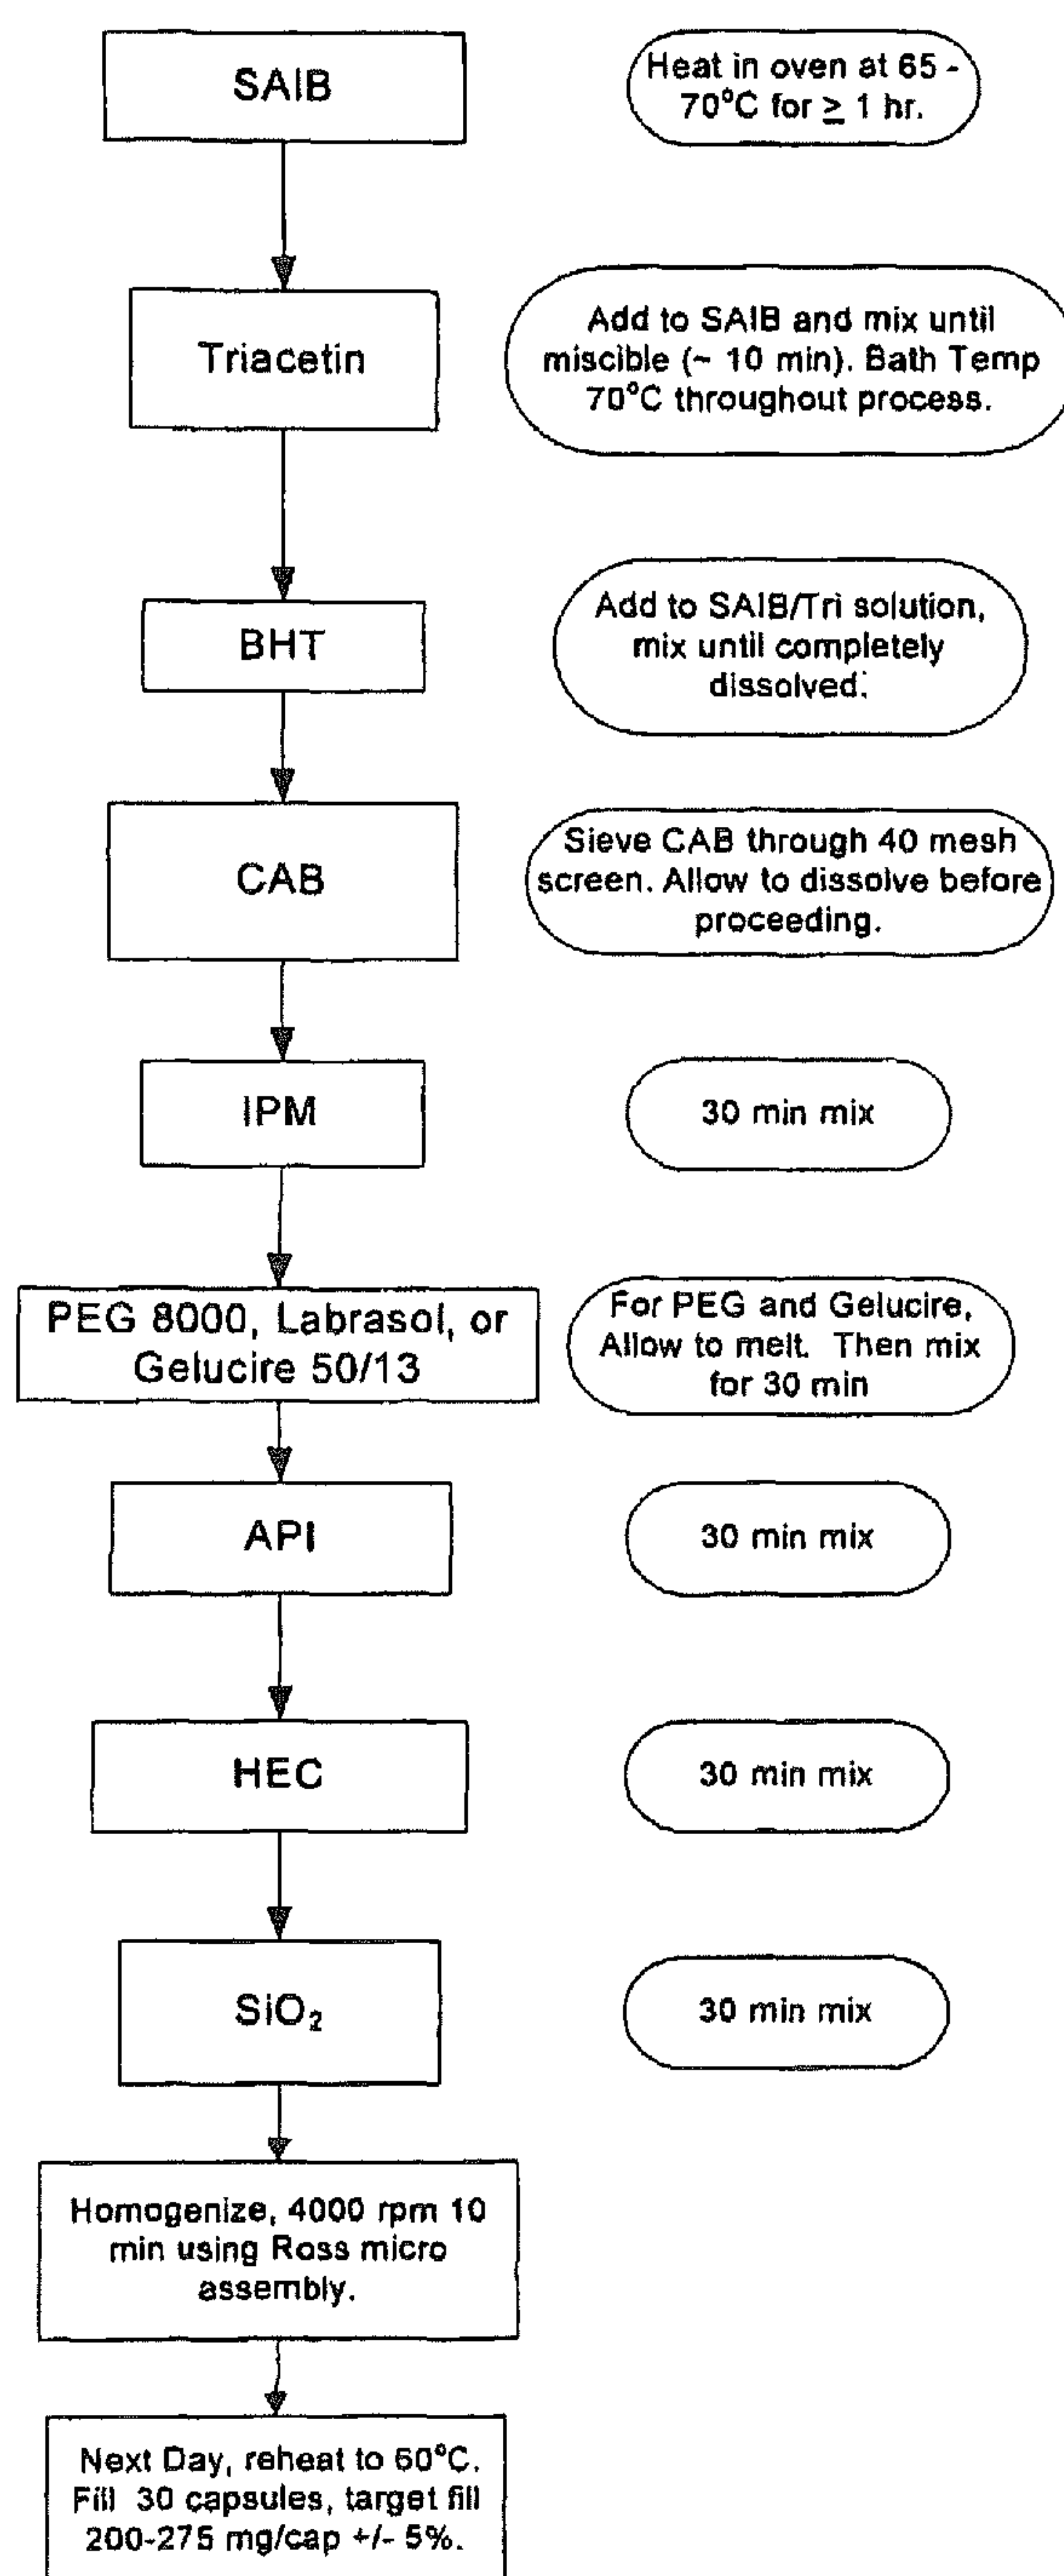 SAIB
Heat in oven at 65 -
70°C for ≥ 1 hr.
Triacetin
Add to SAIB and mix until
miscible (~ 10 min). Bath Temp
70°C throughout process.
BHT
Add to SAIB/Tri solution,
mix until completely
dissolved.
CAB
Sieve CAB through 40 mesh
screen. Allow to dissolve before
proceeding.
IPM
30 min mix
PEG 8000, Labrasol, or
Gelucire 50/13
For PEG and Gelucire,
Allow to melt. Then mix
for 30 min
API
30 min mix
HEC
30 min mix
SiO₂
30 min mix
Homogenize, 4000 rpm 10
min using Ross micro
assembly.
Next Day, reheat to 60°C.
Fill 30 capsules, target fill
200-275 mg/cap +/- 5%.